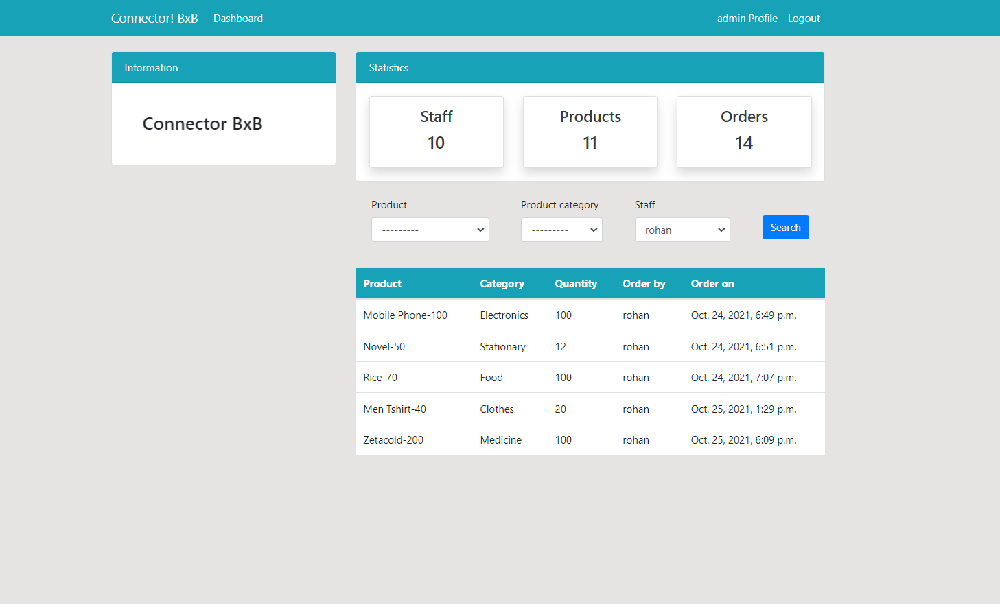 Connector! BxB Dashboard admin Profile Logout
Information
Connector BxB
Statistics
Staff Products Orders
10 11 14
Product Product category Staff
--------- --------- rohan Search
Product Category Quantity Order by Order on
Mobile Phone-100 Electronics 100 rohan Oct. 24, 2021, 6:49 p.m.
Novel-50 Stationary 12 rohan Oct. 24, 2021, 6:51 p.m.
Rice-70 Food 100 rohan Oct. 24, 2021, 7:07 p.m.
Men Tshirt-40 Clothes 20 rohan Oct. 25, 2021, 1:29 p.m.
Zetacold-200 Medicine 100 rohan Oct. 25, 2021, 6:09 p.m.